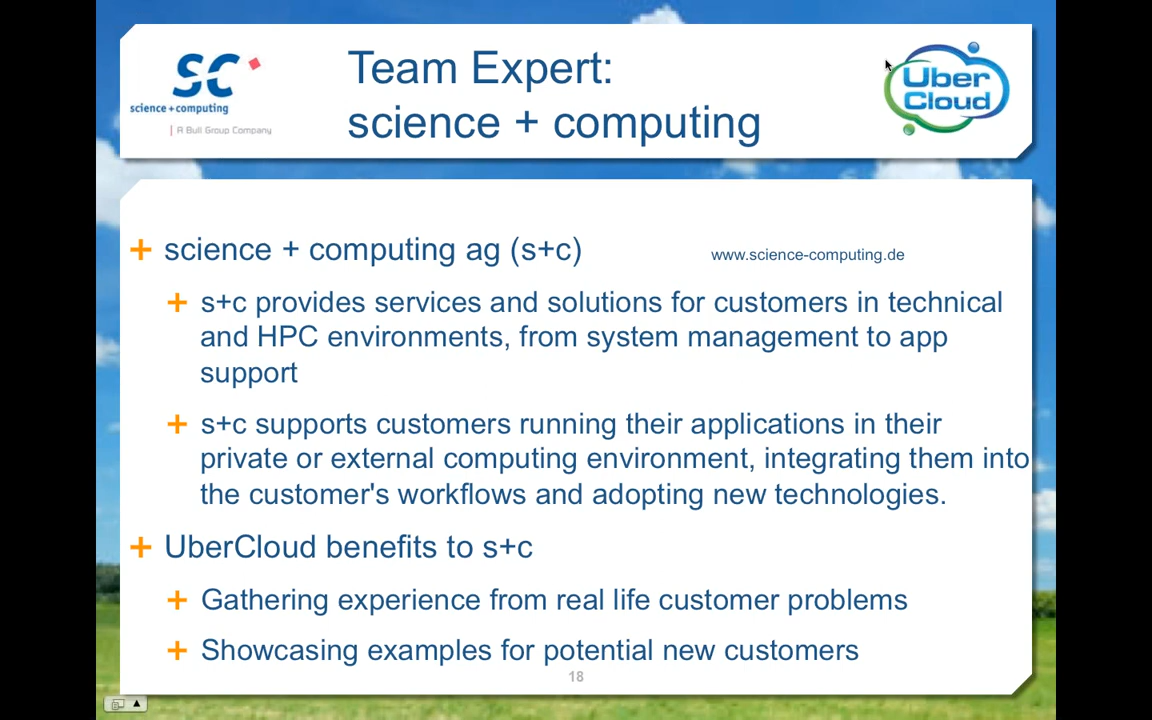 SC
science + computing
A Bull Group Company
Team Expert:
science + computing
Uber
Cloud
science + computing ag (s+c)
www.science-computing.de
s+c provides services and solutions for customers in technical
and HPC environments, from system management to app
support
s+c supports customers running their applications in their
private or external computing environment, integrating them into
the customer's workflows and adopting new technologies.
UberCloud benefits to s+c
Gathering experience from real life customer problems
Showcasing examples for potential new customers
18